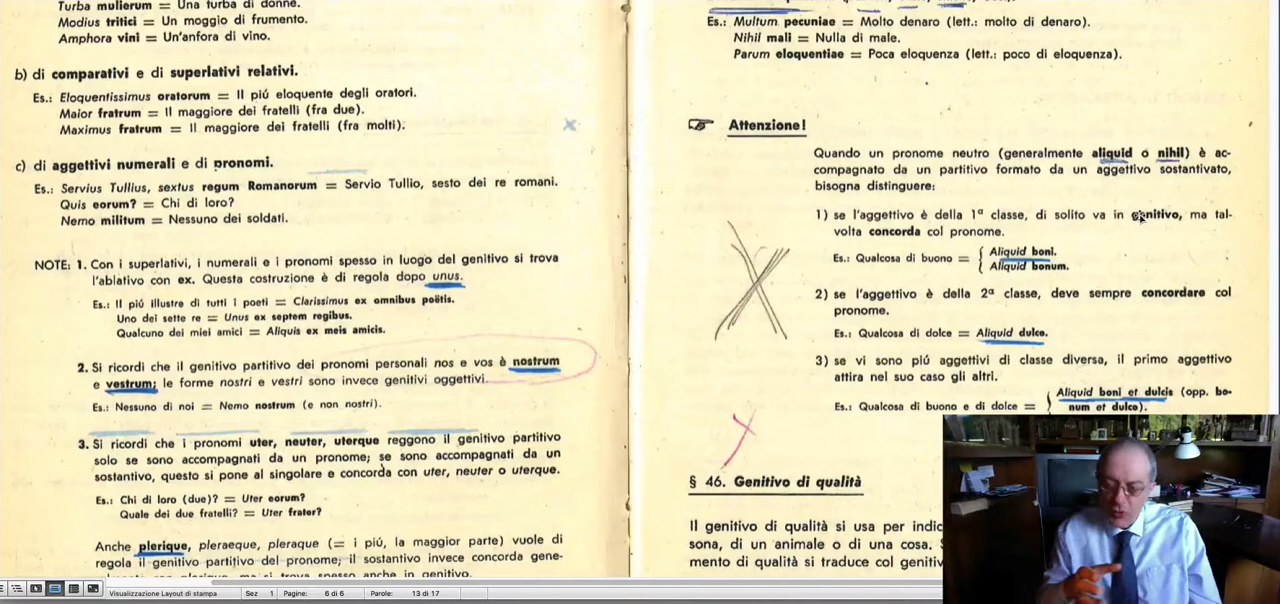 Turba mulierum = Una turba di donne.
Modius tritici = Un moggio di frumento.
Amphora vini = Un'anfora di vino.
b) di comparativi e di superlativi relativi.
Es.: Eloquentissimus oratorum = Il piú eloquente degli oratori.
Maior fratrum = Il maggiore dei fratelli (fra due).
Maximus fratrum = Il maggiore dei fratelli (fra molti).
c) di aggettivi numerali e di pronomi.
Es.: Servius Tullius, sextus regum Romanorum = Servio Tullio, sesto dei re romani.
Quis eorum? = Chi di loro?
Nemo militum = Nessuno dei soldati.
NOTE: 1. Con i superlativi, i numerali e i pronomi spesso in luogo del genitivo si trova
l'ablativo con ex. Questa costruzione è di regola dopo unus.
Es.: Il piú illustre di tutti i poeti = Clarissimus ex omnibus poëtis.
Uno dei sette re = Unus ex septem regibus.
Qualcuno dei miei amici = Aliquis ex meis amicis.
2. Si ricordi che il genitivo partitivo dei pronomi personali nos e vos è nostrum
e vestrum; le forme nostri e vestri sono invece genitivi oggettivi.
Es.: Nessuno di noi = Nemo nostrum (e non nostri).
3. Si ricordi che i pronomi uter, neuter, uterque reggono il genitivo partitivo
solo se sono accompagnati da un pronome; se sono accompagnati da un
sostantivo, questo si pone al singolare e concorda con uter, neuter o uterque.
Es.: Chi di loro (due)? = Uter eorum?
Quale dei due fratelli? = Uter frater?
Anche plerique, pleraeque, pleraque (= i piú, la maggior parte) vuole di
regola il genitivo partitivo del pronome; il sostantivo invece concorda gene-
si trova spesso anche in genitivo.
Es.: Multum pecuniae = Molto denaro (lett.: molto di denaro).
Nihil mali = Nulla di male.
Parum eloquentiae = Poca eloquenza (lett.: poco di eloquenza).
Attenzione!
Quando un pronome neutro (generalmente aliquid o nihil) è ac-
compagnato da un partitivo formato da un aggettivo sostantivato,
bisogna distinguere:
1) se l'aggettivo è della 1ª classe, di solito va in genitivo, ma tal-
volta concorda col pronome.
Es.: Qualcosa di buono = { Aliquid boni.
Aliquid bonum.
2) se l'aggettivo è della 2ª classe, deve sempre concordare col
pronome.
Es.: Qualcosa di dolce = Aliquid dulce.
3) se vi sono piú aggettivi di classe diversa, il primo aggettivo
attira nel suo caso gli altri.
Es.: Qualcosa di buono e di dolce = { Aliquid boni et dulcis (opp. bo-
num et dulce).
§ 46. Genitivo di qualità
Il genitivo di qualità si usa per indic
sona, di un animale o di una cosa. S
mento di qualità si traduce col genitiv
Visualizzazione Layout di stampa Sez 1 Pagine: 6 di 6 Parole: 13 di 17